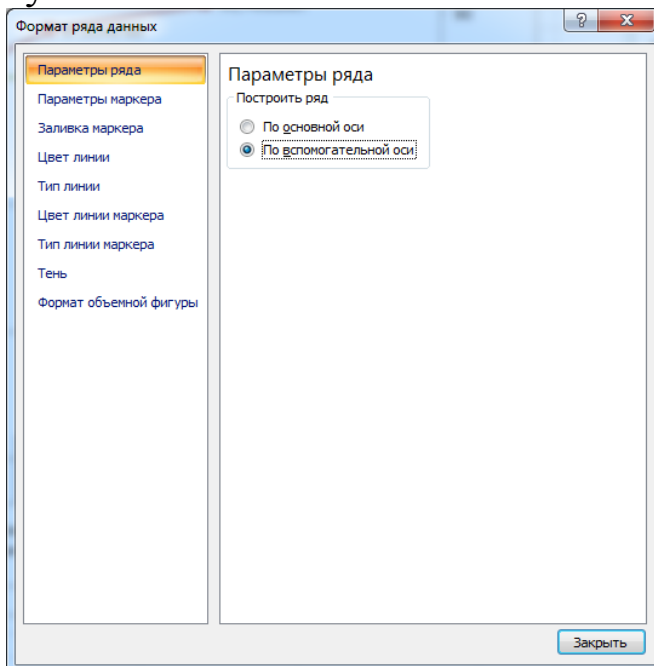 Формат ряда данных
Параметры ряда
Параметры маркера
Заливка маркера
Цвет линии
Тип линии
Цвет линии маркера
Тип линии маркера
Тень
Формат объемной фигуры
Параметры ряда
Построить ряд
По основной оси
По вспомогательной оси
Закрыть